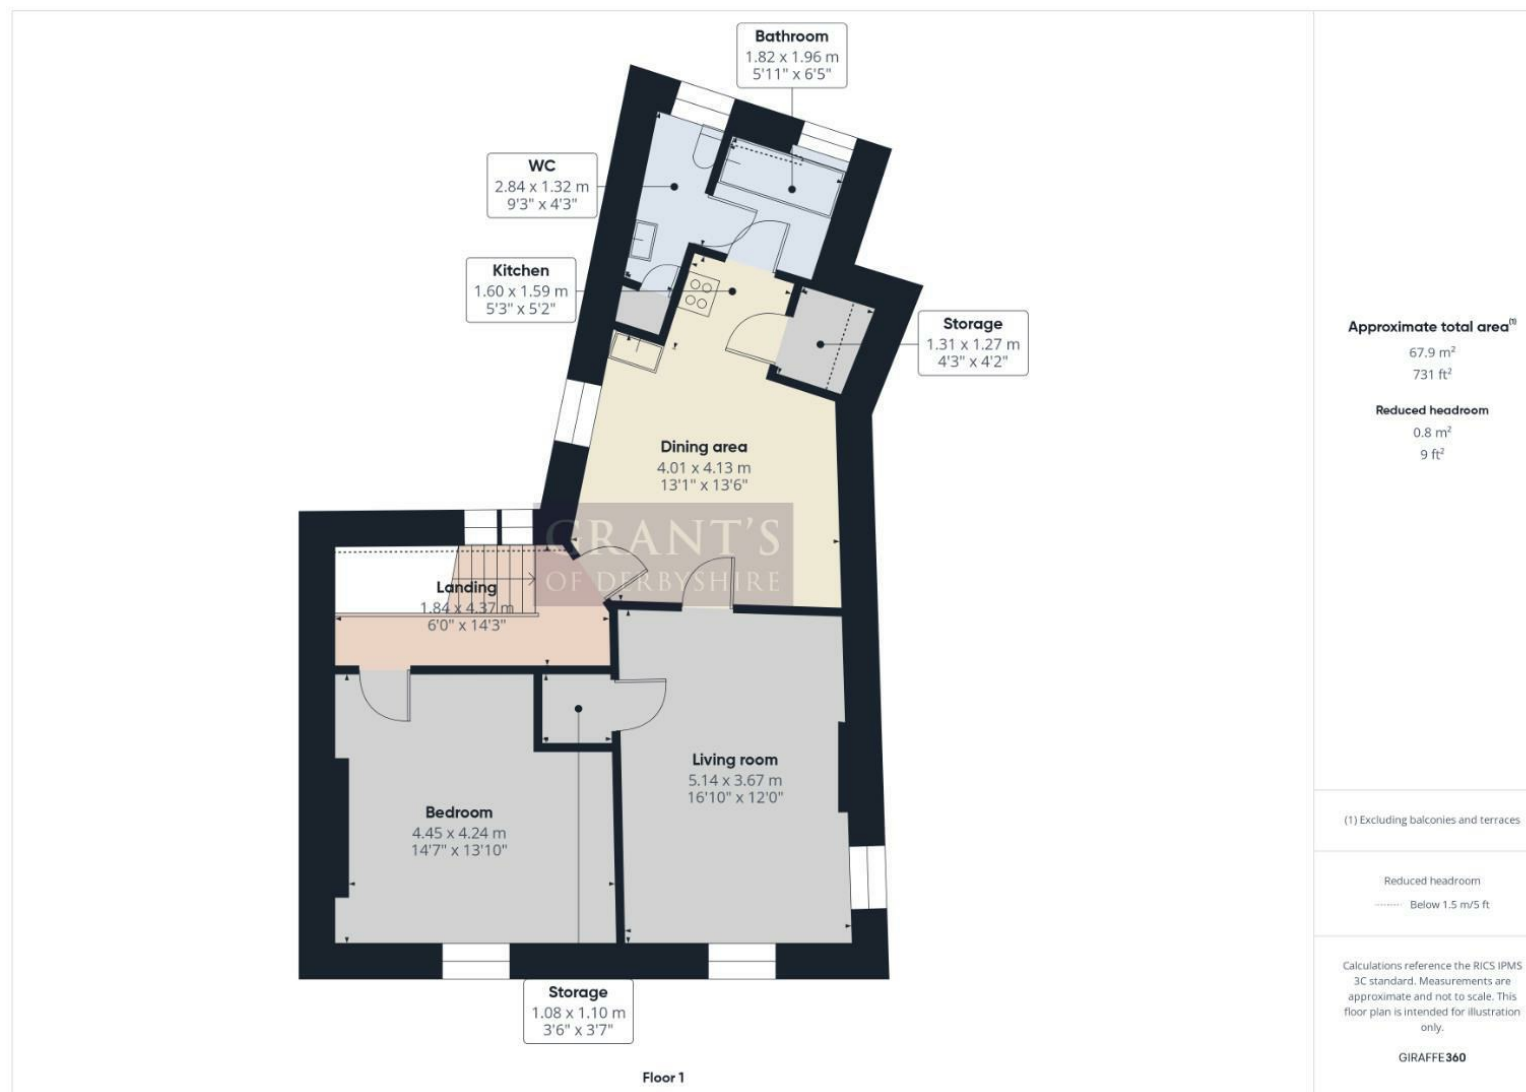 Bathroom
1.82 x 1.96 m
5'11" x 6'5"
WC
2.84 x 1.32 m
9'3" x 4'3"
Kitchen
1.60 x 1.59 m
5'3" x 5'2"
Storage
1.31 x 1.27 m
4'3" x 4'2"
Dining area
4.01 x 4.13 m
13'1" x 13'6"
GRANT'S
OF DERBYSHIRE
Landing
1.84 x 4.37 m
6'0" x 14'3"
Living room
5.14 x 3.67 m
16'10" x 12'0"
Bedroom
4.45 x 4.24 m
14'7" x 13'10"
Storage
1.08 x 1.10 m
3'6" x 3'7"
Floor 1
Approximate total area(1)
67.9 m²
731 ft²
Reduced headroom
0.8 m²
9 ft²
(1) Excluding balconies and terraces
Reduced headroom
Below 1.5 m/5 ft
Calculations reference the RICS IPMS
3C standard. Measurements are
approximate and not to scale. This
floor plan is intended for illustration
only.
GIRAFFE360